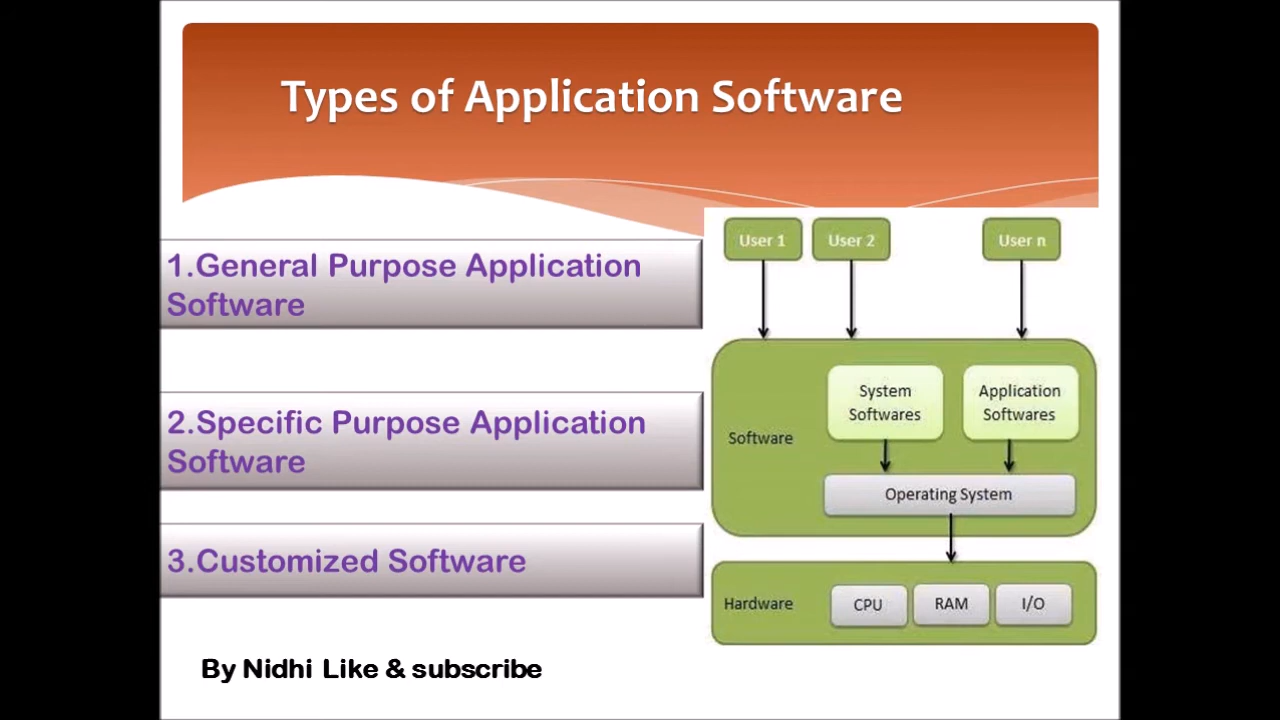 Types of Application Software
1.General Purpose Application
Software
2.Specific Purpose Application
Software
3.Customized Software
By Nidhi Like & subscribe
User 1
User 2
User n
System
Softwares
Application
Softwares
Software
Operating System
Hardware
CPU
RAM
I/O